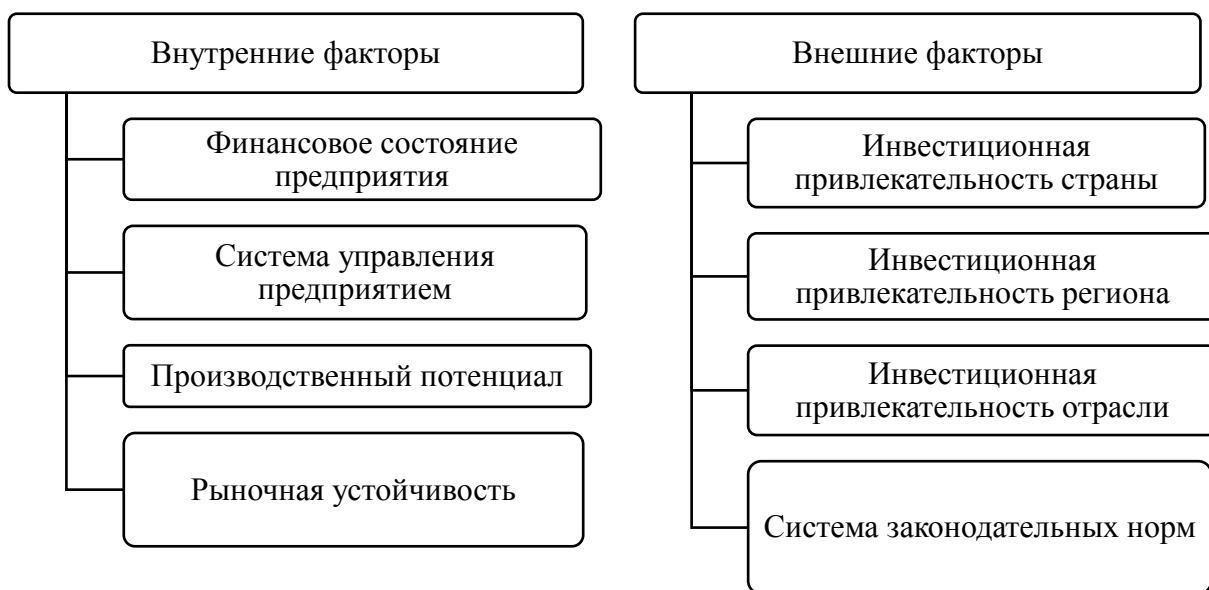 Внутренние факторы
Финансовое состояние
предприятия
Система управления
предприятием
Производственный потенциал
Рыночная устойчивость
Внешние факторы
Инвестиционная
привлекательность страны
Инвестиционная
привлекательность региона
Инвестиционная
привлекательность отрасли
Система законодательных норм